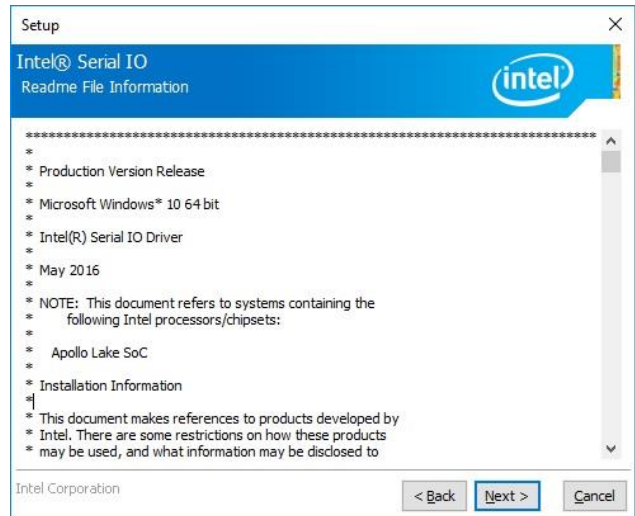 Setup
Intel® Serial IO
Readme File Information
intel
******************************************************************************
*
* Production Version Release
*
* Microsoft Windows* 10 64 bit
*
* Intel(R) Serial IO Driver
*
* May 2016
*
* NOTE: This document refers to systems containing the
* following Intel processors/chipsets:
*
* Apollo Lake SoC
*
* Installation Information
*
* This document makes references to products developed by
* Intel. There are some restrictions on how these products
* may be used, and what information may be disclosed to
Intel Corporation
< Back
Next >
Cancel